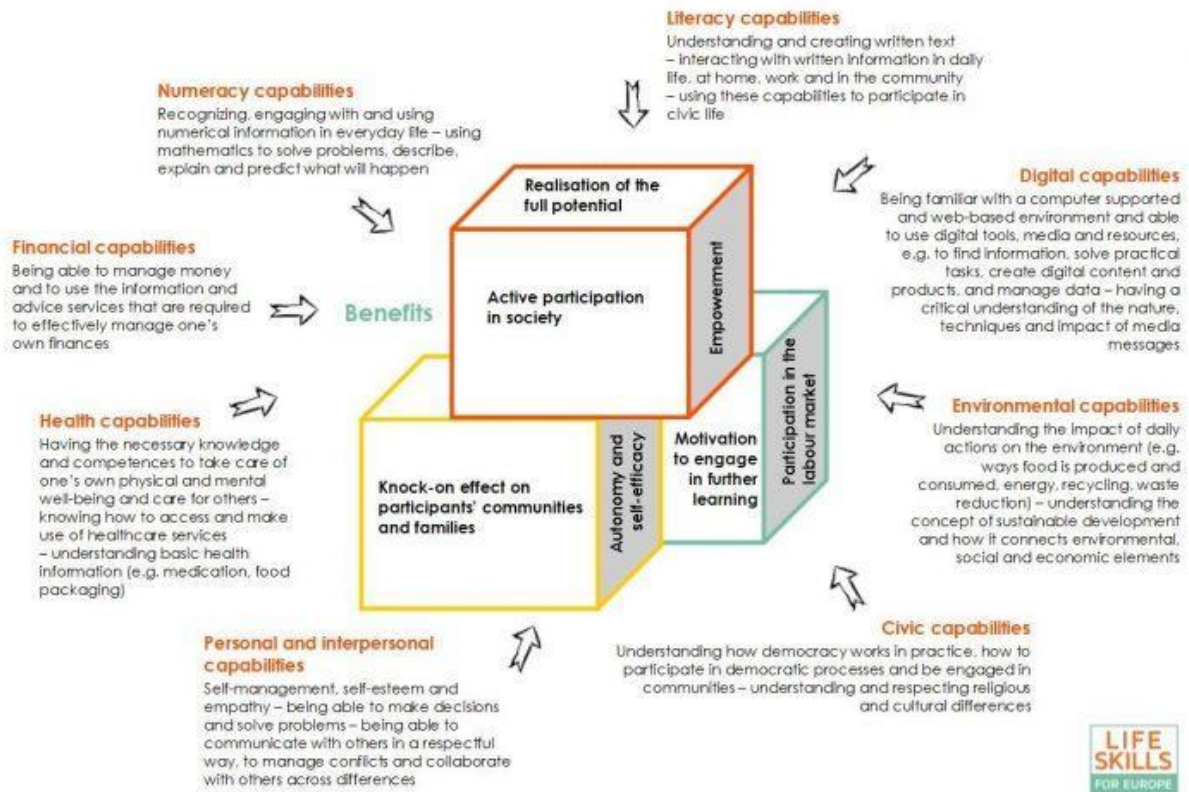 Literacy capabilities
Understanding and creating written text
– interacting with written information in daily
life, at home, work and in the community
– using these capabilities to participate in
civic life
Numeracy capabilities
Recognizing, engaging with and using
numerical information in everyday life – using
mathematics to solve problems, describe,
explain and predict what will happen
Digital capabilities
Being familiar with a computer supported
and web-based environment and able
to use digital tools, media and resources,
e.g. to find information, solve practical
tasks, create digital content and
products, and manage data – having a
critical understanding of the nature,
techniques and impact of media
messages
Financial capabilities
Being able to manage money
and to use the information and
advice services that are required
to effectively manage one's
own finances
Benefits
Realisation of the
full potential
Active participation
in society
Empowerment
Knock-on effect on
participants' communities
and families
Autonomy and
self-efficacy
Motivation
to engage
in further
learning
Participation in the
labour market
Health capabilities
Having the necessary knowledge
and competences to take care of
one's own physical and mental
well-being and care for others –
knowing how to access and make
use of healthcare services
– understanding basic health
information (e.g. medication, food
packaging)
Environmental capabilities
Understanding the impact of daily
actions on the environment (e.g.
ways food is produced and
consumed, energy, recycling, waste
reduction) – understanding the
concept of sustainable development
and how it connects environmental,
social and economic elements
Personal and interpersonal
capabilities
Self-management, self-esteem and
empathy – being able to make decisions
and solve problems – being able to
communicate with others in a respectful
way, to manage conflicts and collaborate
with others across differences
Civic capabilities
Understanding how democracy works in practice, how to
participate in democratic processes and be engaged in
communities – understanding and respecting religious
and cultural differences
LIFE
SKILLS
FOR EUROPE